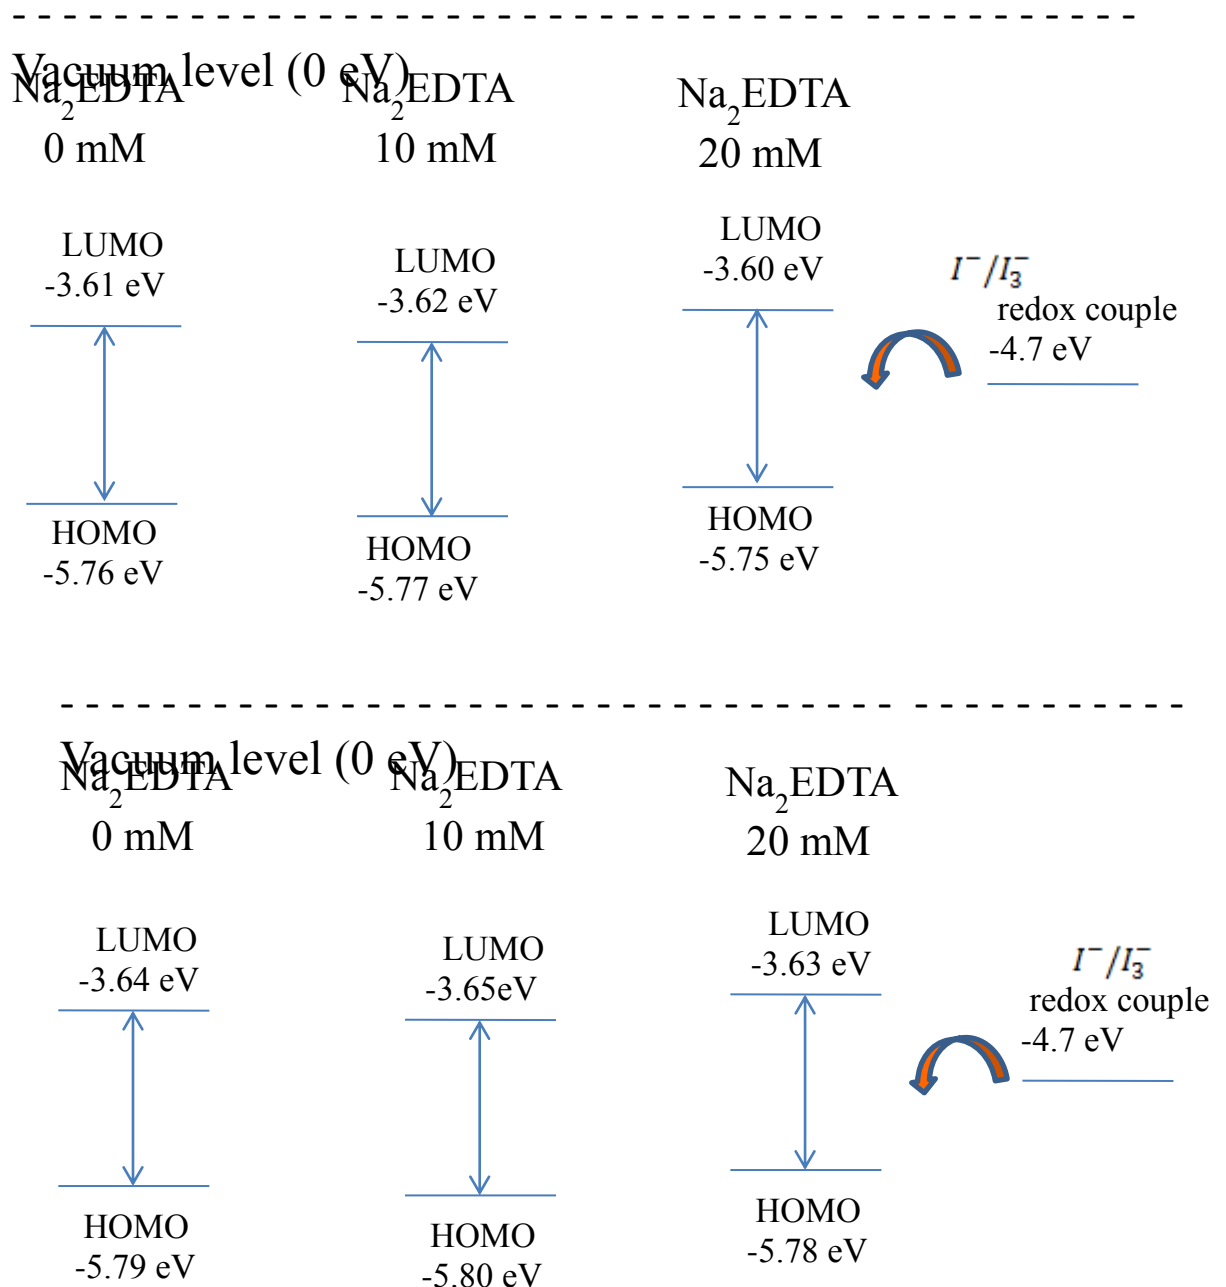 Vacuum level (0 eV)
Na₂EDTA
0 mM
Na₂EDTA
10 mM
Na₂EDTA
20 mM
LUMO
-3.61 eV
LUMO
-3.62 eV
LUMO
-3.60 eV
I⁻/I₃⁻
redox couple
-4.7 eV
HOMO
-5.76 eV
HOMO
-5.77 eV
HOMO
-5.75 eV
Vacuum level (0 eV)
Na₂EDTA
0 mM
Na₂EDTA
10 mM
Na₂EDTA
20 mM
LUMO
-3.64 eV
LUMO
-3.65eV
LUMO
-3.63 eV
I⁻/I₃⁻
redox couple
-4.7 eV
HOMO
-5.79 eV
HOMO
-5.80 eV
HOMO
-5.78 eV